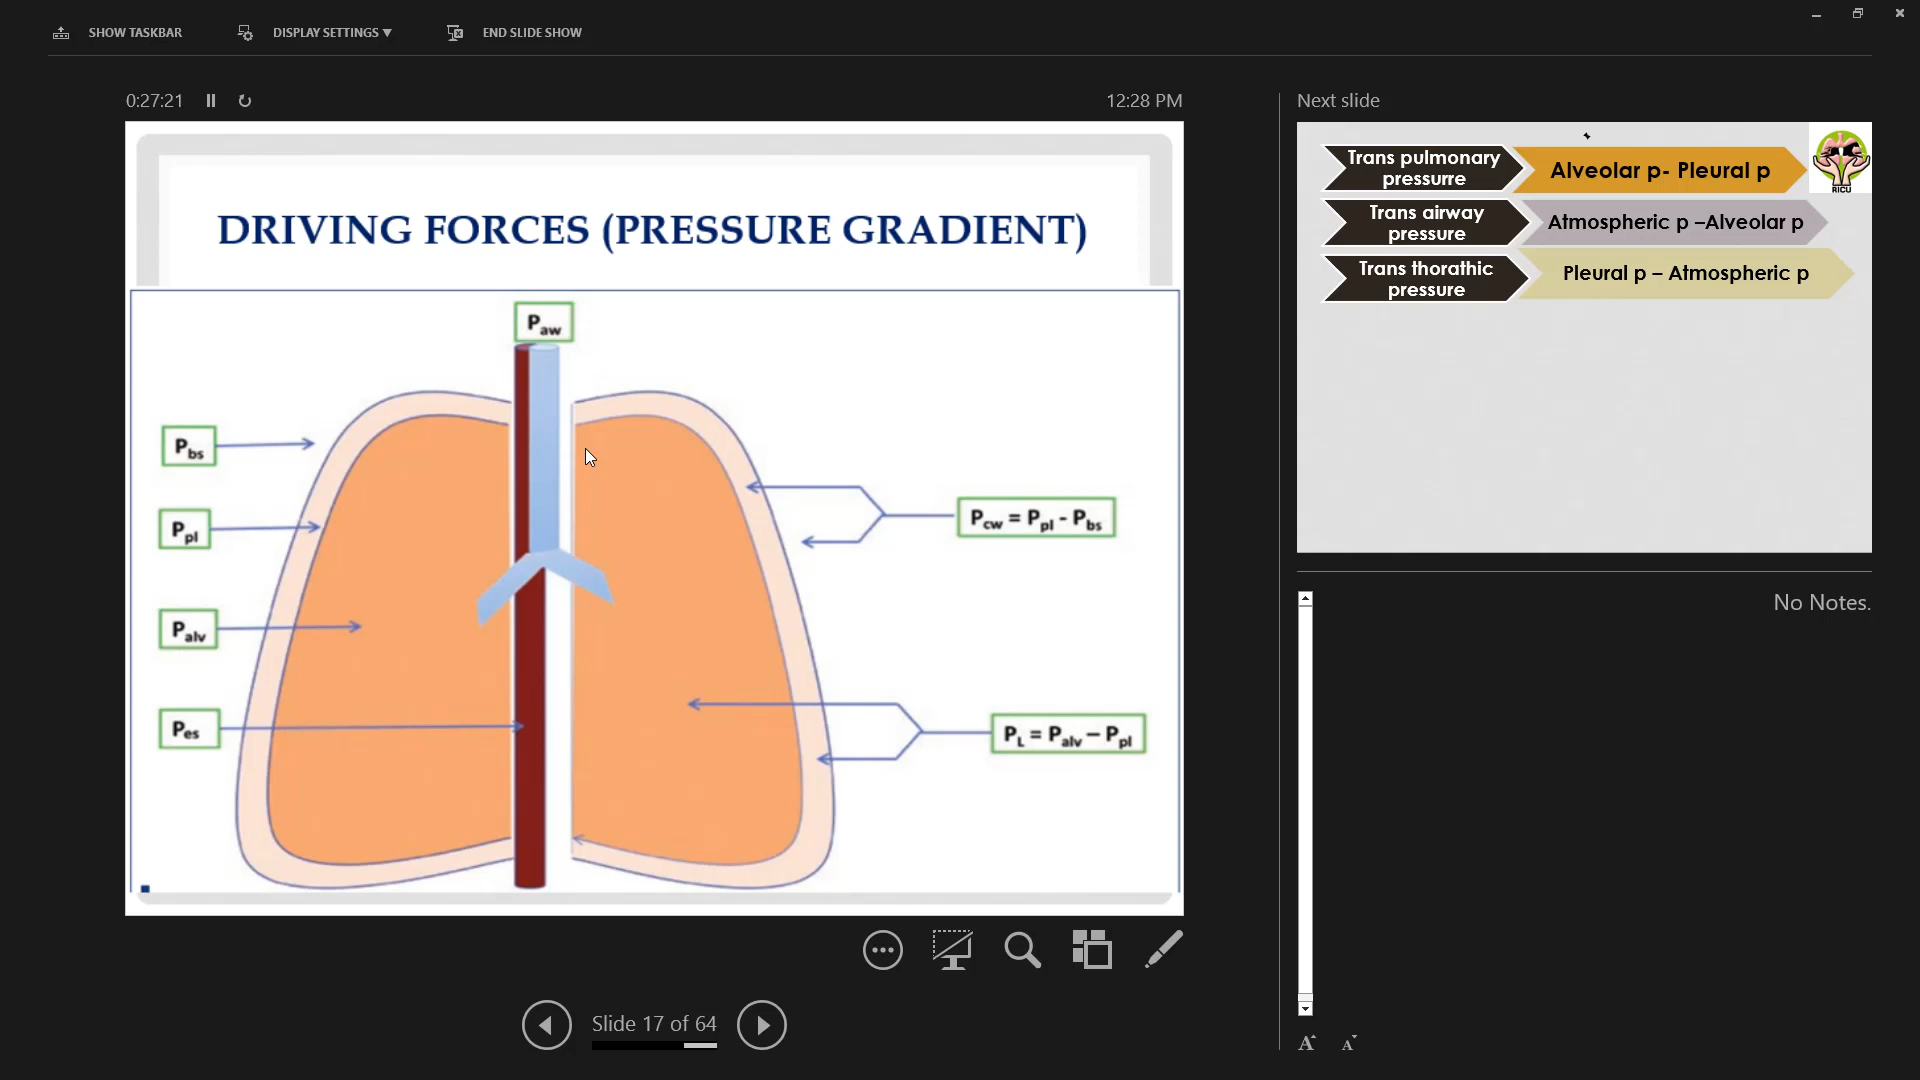 SHOW TASKBAR
DISPLAY SETTINGS ▼
END SLIDE SHOW
0:27:21
12:28 PM
DRIVING FORCES (PRESSURE GRADIENT)
Paw
Pbs
Ppl
Palv
Pes
Pcw = Ppl - Pbs
PL = Palv – Ppl
Slide 17 of 64
Next slide
Trans pulmonary
pressurre
Alveolar p- Pleural p
Trans airway
pressure
Atmospheric p –Alveolar p
Trans thorathic
pressure
Pleural p – Atmospheric p
RICU
No Notes.
A A